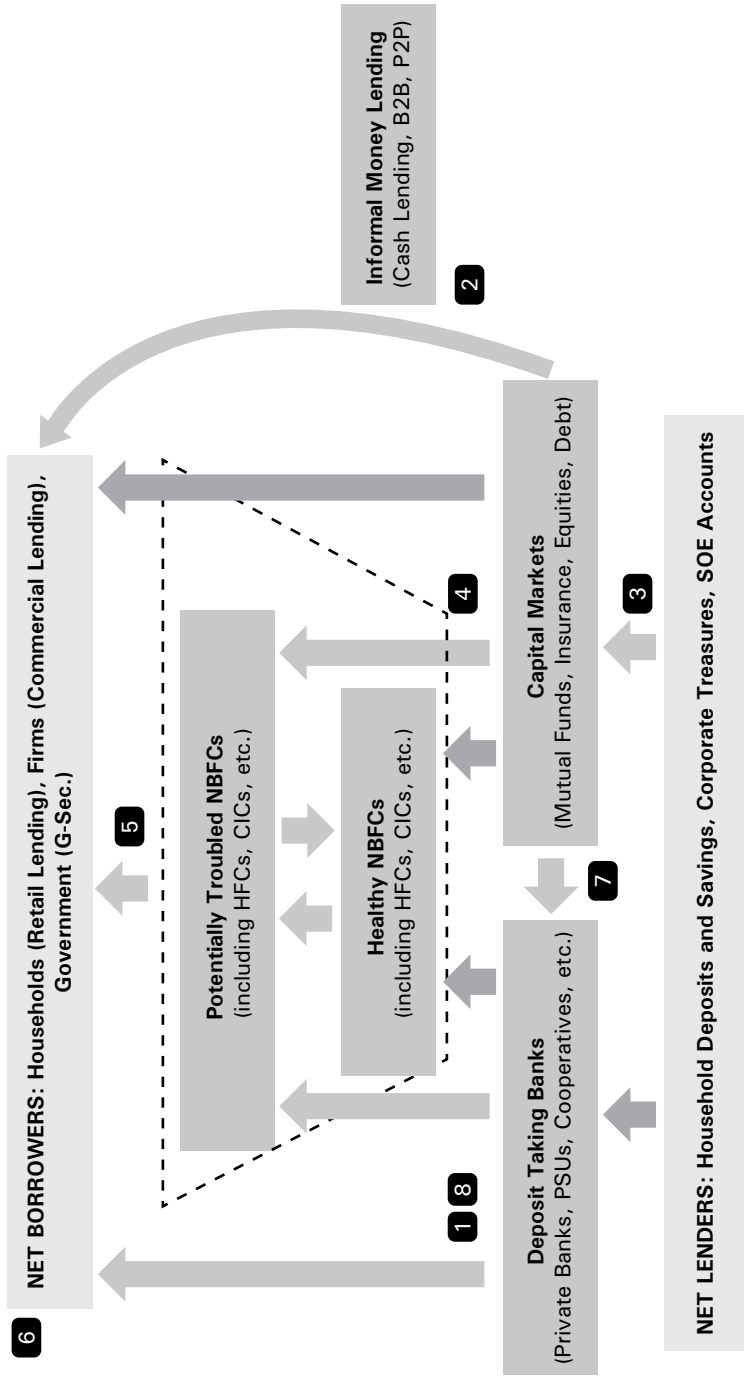 6
NET BORROWERS: Households (Retail Lending), Firms (Commercial Lending),
Government (G-Sec.)
5
Potentially Troubled NBFCs
(including HFCs, CICs, etc.)
Healthy NBFCs
(including HFCs, CICs, etc.)
Informal Money Lending
(Cash Lending, B2B, P2P)
1
8
4
2
Deposit Taking Banks
(Private Banks, PSUs, Cooperatives, etc.)
7
Capital Markets
(Mutual Funds, Insurance, Equities, Debt)
3
NET LENDERS: Household Deposits and Savings, Corporate Treasures, SOE Accounts